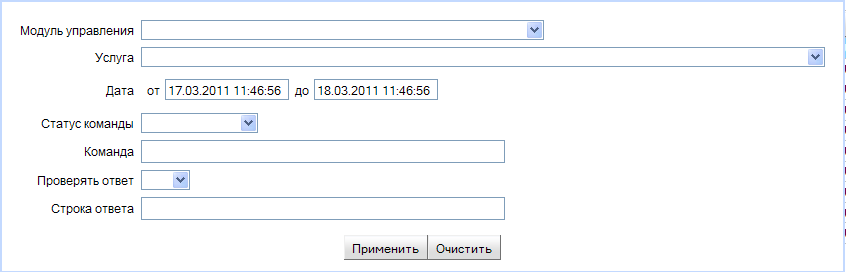 Модуль управления
Услуга
Дата от 17.03.2011 11:46:56 до 18.03.2011 11:46:56
Статус команды
Команда
Проверять ответ
Строка ответа
Применить Очистить